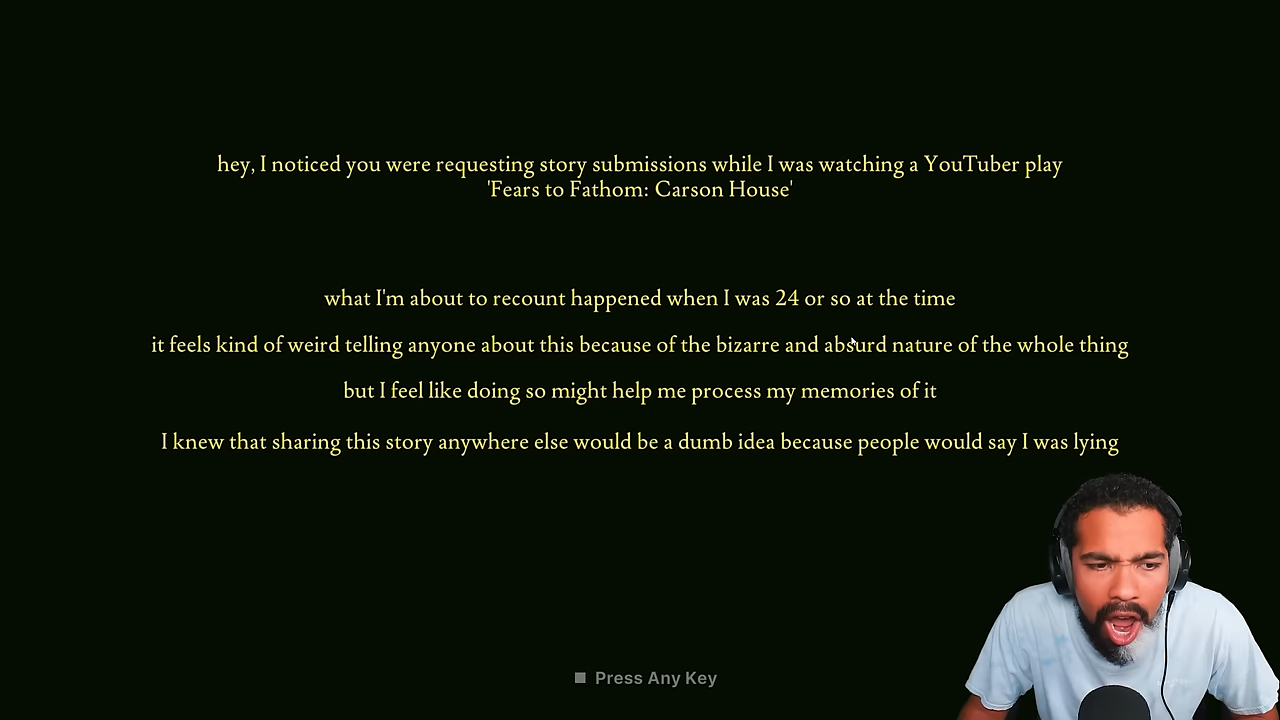 hey, I noticed you were requesting story submissions while I was watching a YouTuber play
'Fears to Fathom: Carson House'
what I'm about to recount happened when I was 24 or so at the time
it feels kind of weird telling anyone about this because of the bizarre and absurd nature of the whole thing
but I feel like doing so might help me process my memories of it
I knew that sharing this story anywhere else would be a dumb idea because people would say I was lying
Press Any Key